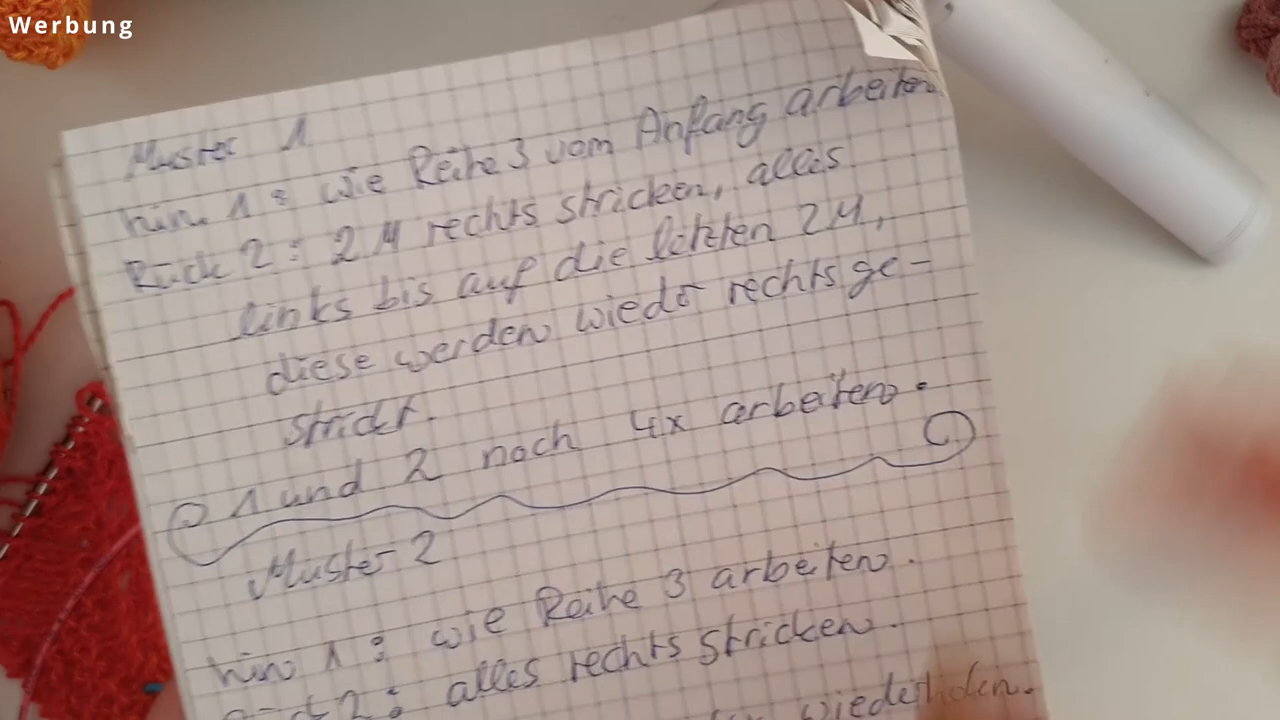 Werbung
Muster 1
hin 1: wie Reihe 3 vom Anfang arbeiten
Rück 2: 2 M rechts stricken, alles
links bis auf die letzten 2 M,
diese werden wieder rechts ge-
strickt.
1 und 2 noch 4x arbeiten.
Muster 2
hin 1: wie Reihe 3 arbeiten.
2: alles rechts stricken.
wiederholen.